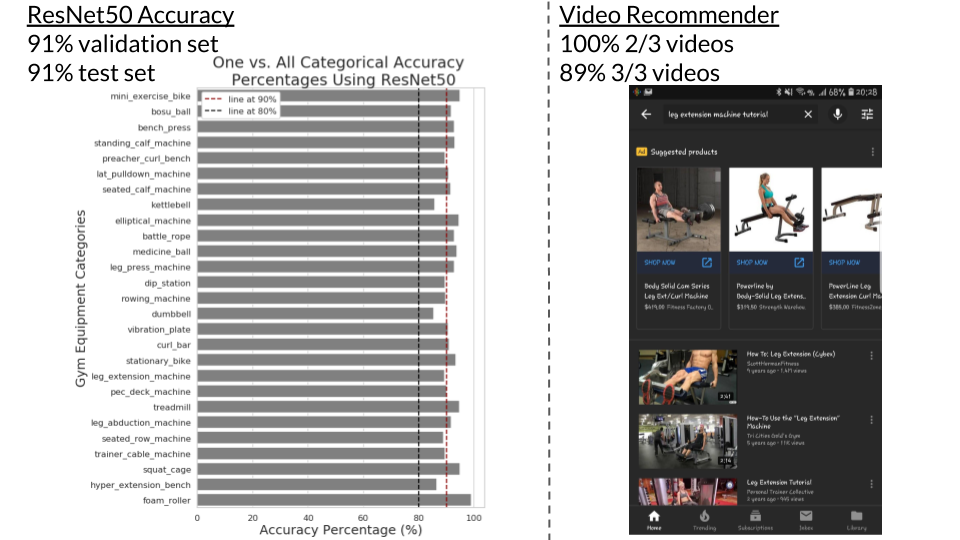 ResNet50 Accuracy
91% validation set
91% test set
One vs. All Categorical Accuracy
Percentages Using ResNet50
line at 90%
line at 80%
Gym Equipment Categories
mini_exercise_bike
bosu_ball
bench_press
standing_calf_machine
preacher_curl_bench
lat_pulldown_machine
seated_calf_machine
kettlebell
elliptical_machine
battle_rope
medicine_ball
leg_press_machine
dip_station
rowing_machine
dumbbell
vibration_plate
curl_bar
stationary_bike
leg_extension_machine
pec_deck_machine
treadmill
leg_abduction_machine
seated_row_machine
trainer_cable_machine
squat_cage
hyper_extension_bench
foam_roller
0 20 40 60 80 100
Accuracy Percentage (%)
Video Recommender
100% 2/3 videos
89% 3/3 videos
68% 20:28
leg extension machine tutorial
Ad Suggested products
SHOP NOW SHOP NOW SHOP NOW
Body Solid Cam Series
Leg Ext/Curl Machine
$419.00 Fitness Factory O..
Powerline by
Body-Solid Leg Extens..
Strength Warehou..
PowerLine Leg
Extension Curl Ma
$385.00 FitnessZone
2:41
How To: Leg Extension (Cybex)
ScottHermanFitness
9 years ago · 1.4M views
2:14
How-To Use the "Leg Extension"
Machine
Tri Cities Gold's Gym
5 years ago · 11K views
Leg Extension Tutorial
Personal Trainer Collective
2 years ago · views
Home Trending Subscriptions Inbox Library